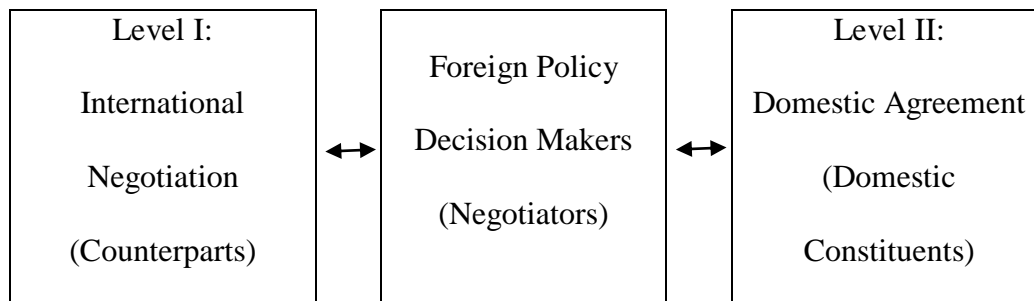 Level I:
International
Negotiation
(Counterparts)
Foreign Policy
Decision Makers
(Negotiators)
Level II:
Domestic Agreement
(Domestic
Constituents)